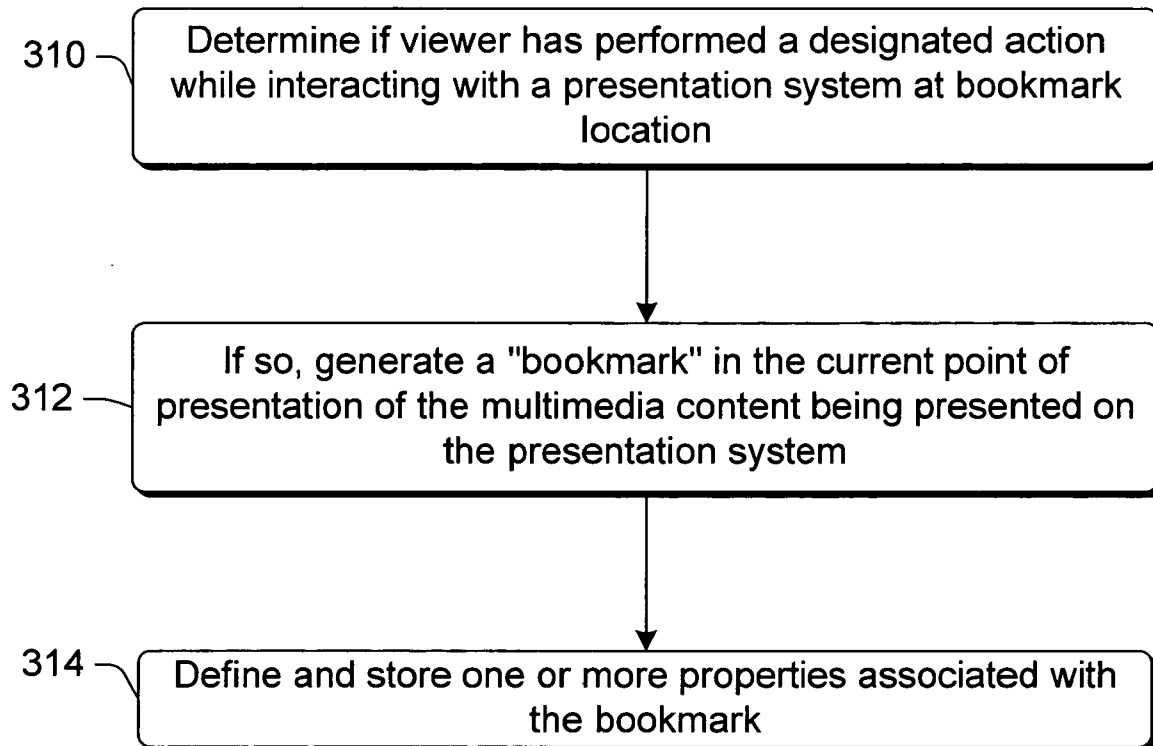 310
Determine if viewer has performed a designated action
while interacting with a presentation system at bookmark
location
312
If so, generate a "bookmark" in the current point of
presentation of the multimedia content being presented on
the presentation system
314
Define and store one or more properties associated with
the bookmark